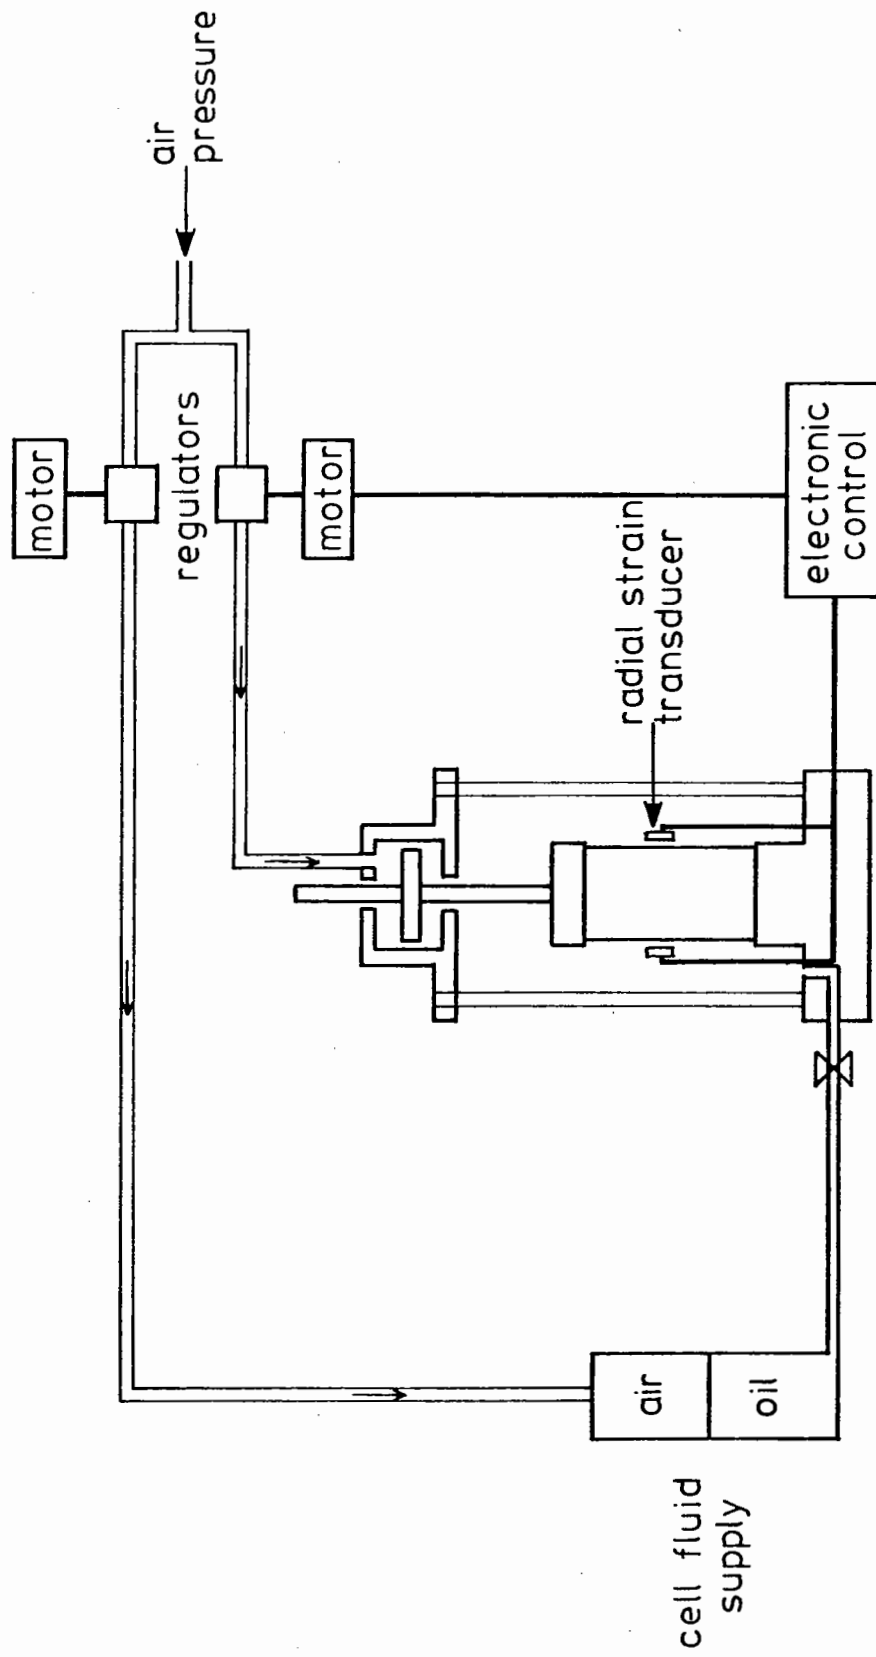 air
pressure
motor
regulators
motor
electronic
control
radial strain
transducer
air
oil
cell fluid
supply